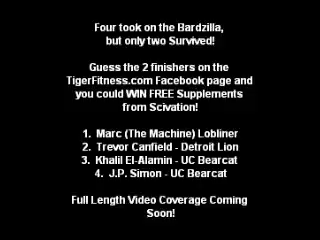 Four took on the Bardzilla,
but only two Survived!
Guess the 2 finishers on the
TigerFitness.com Facebook page and
you could WIN FREE Supplements
from Scivation!
1. Marc (The Machine) Lobliner
2. Trevor Canfield - Detroit Lion
3. Khalil El-Alamin - UC Bearcat
4. J.P. Simon - UC Bearcat
Full Length Video Coverage Coming
Soon!